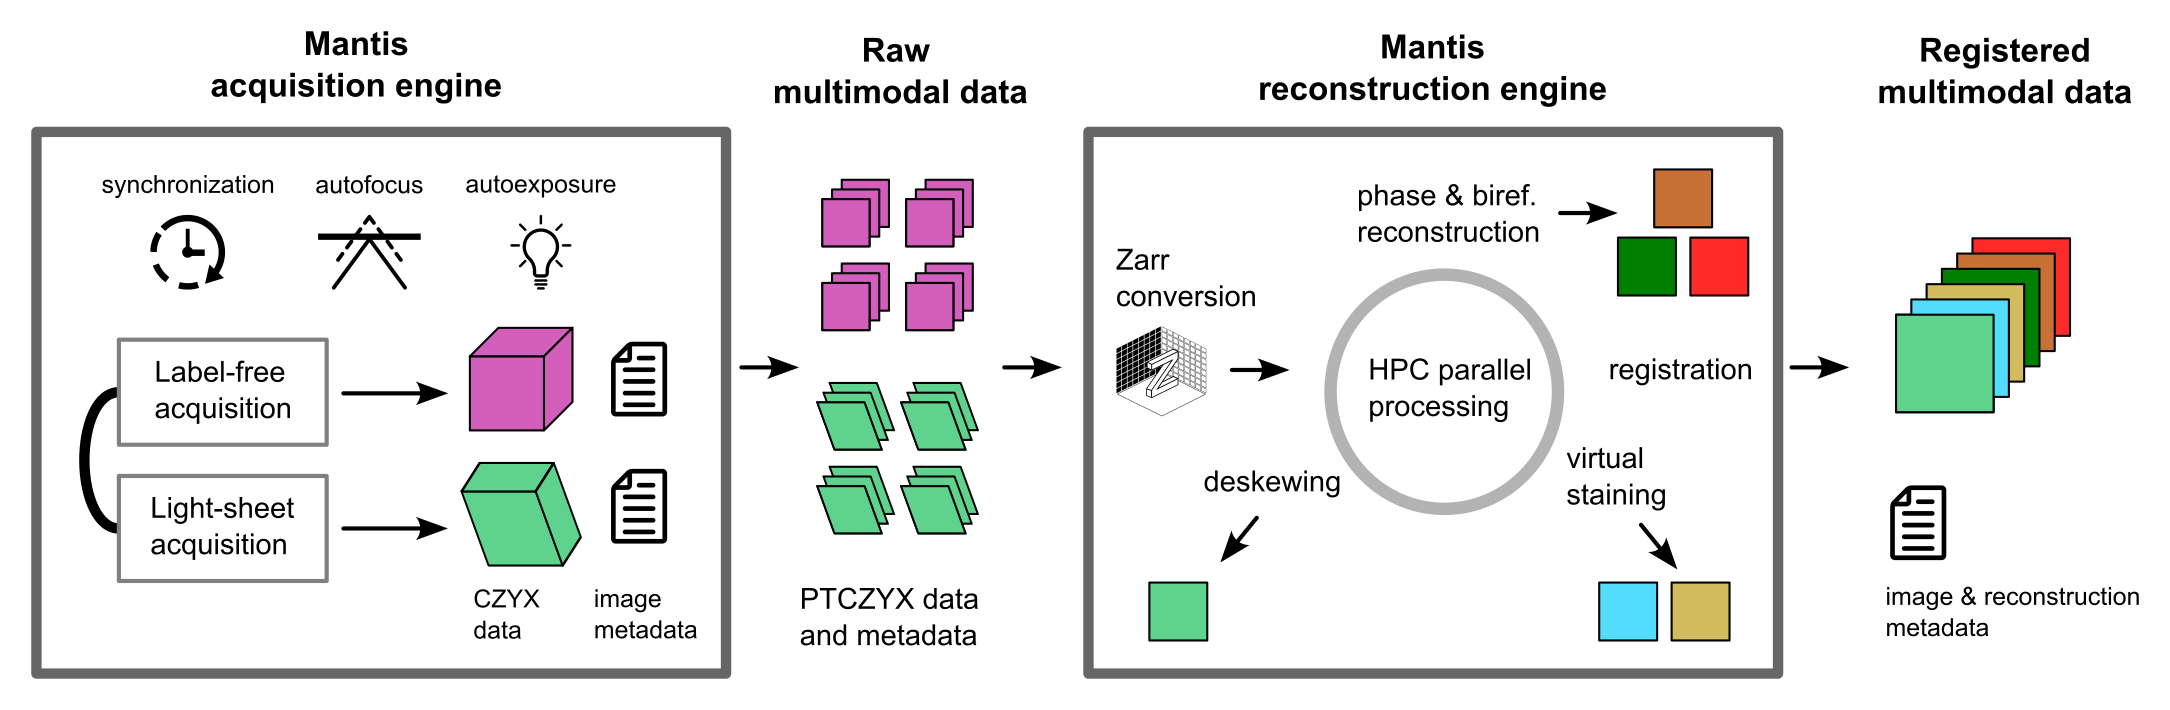 Mantis
acquisition engine
synchronization
autofocus
autoexposure
Label-free
acquisition
Light-sheet
acquisition
CZYX
data
image
metadata
Raw
multimodal data
PTCZYX data
and metadata
Mantis
reconstruction engine
Zarr
conversion
Z
phase & biref.
reconstruction
HPC parallel
processing
registration
deskewing
virtual
staining
Registered
multimodal data
image & reconstruction
metadata